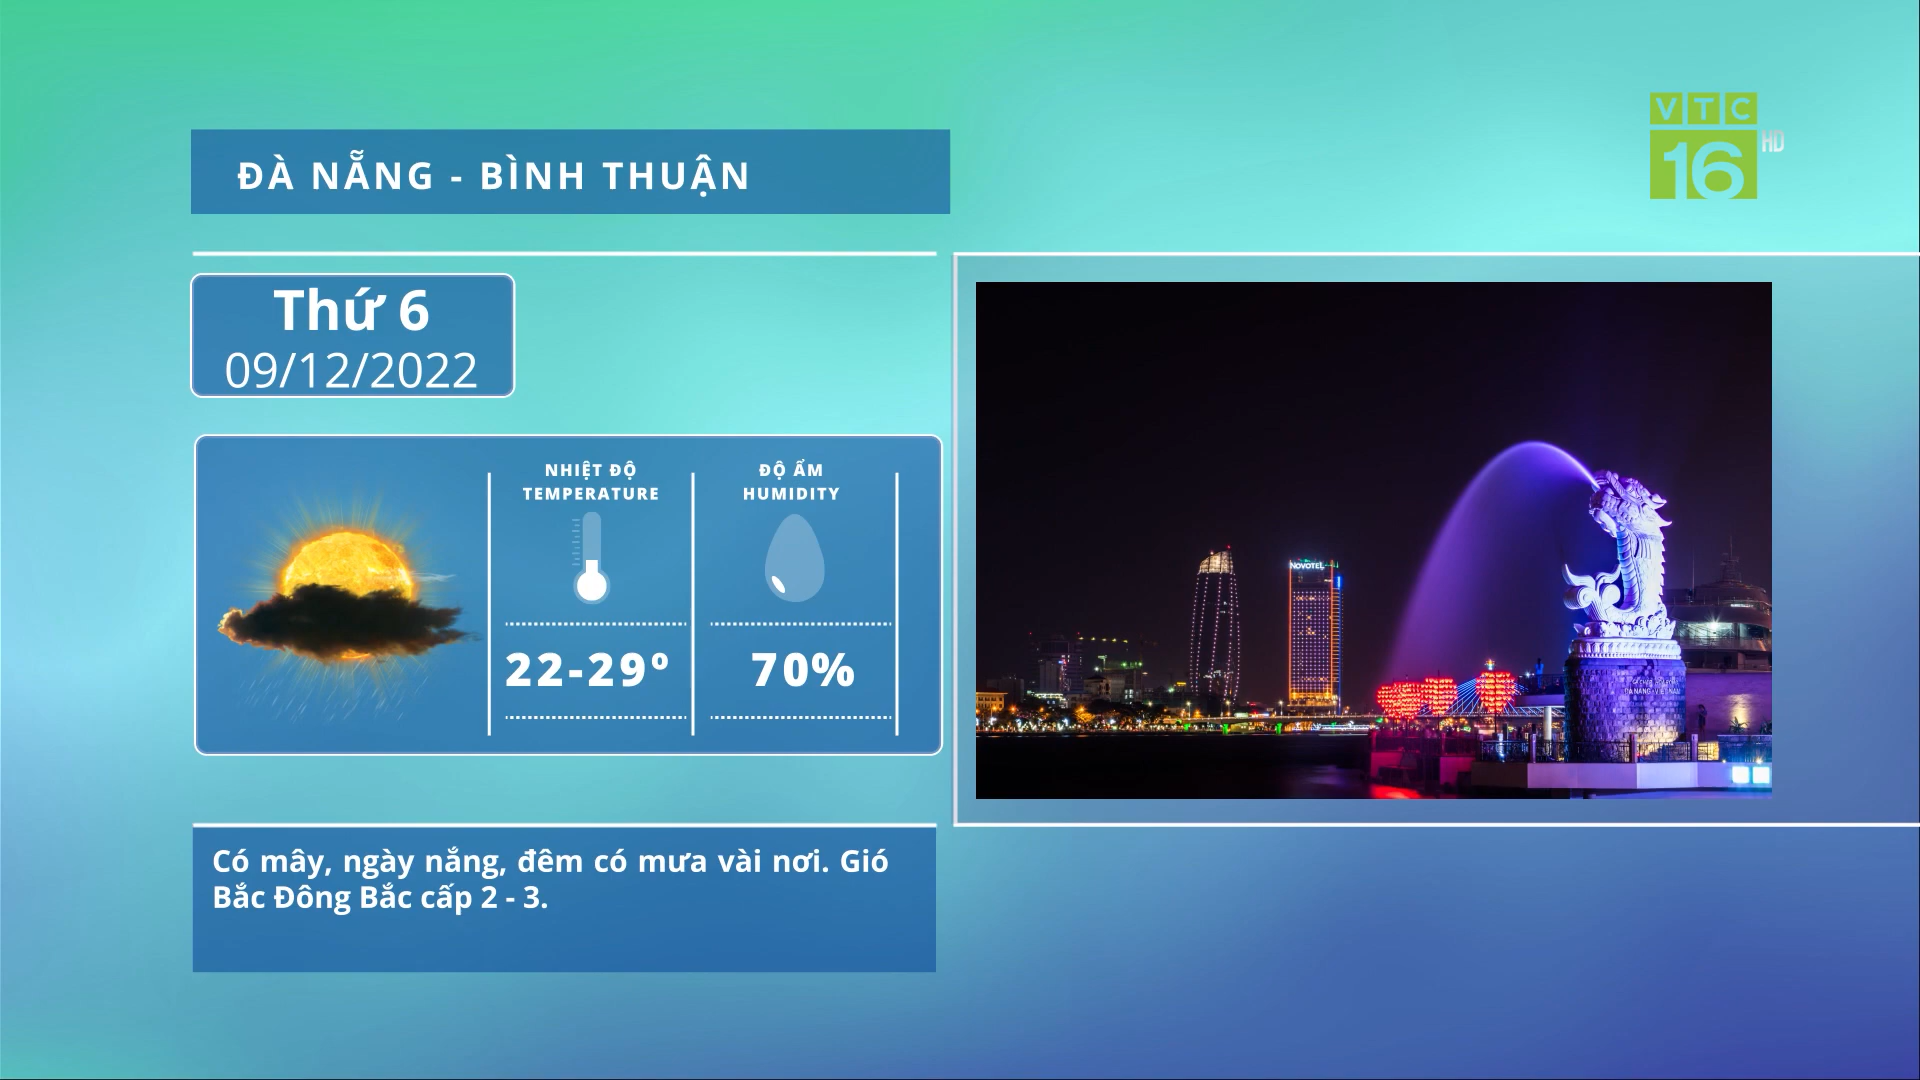 ĐÀ NẴNG - BÌNH THUẬN
VTC
16 HD
Thứ 6
09/12/2022
NHIỆT ĐỘ
TEMPERATURE
22-29º
ĐỘ ẨM
HUMIDITY
70%
NOVOTEL
Có mây, ngày nắng, đêm có mưa vài nơi. Gió
Bắc Đông Bắc cấp 2 - 3.